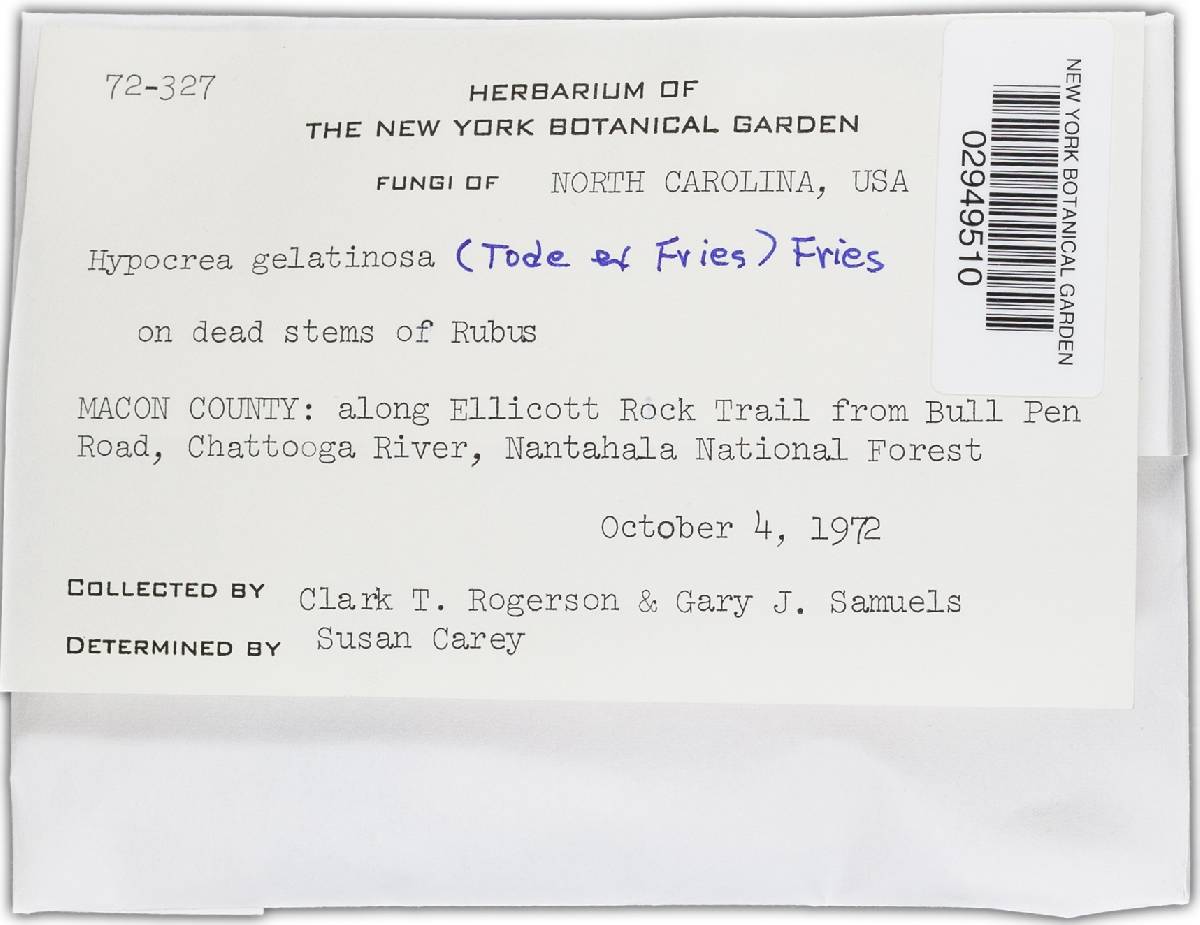 72-327
HERBARIUM OF
THE NEW YORK BOTANICAL GARDEN
FUNGI OF NORTH CAROLINA, USA
Hypocrea gelatinosa (Tode ex Fries) Fries
on dead stems of Rubus
MACON COUNTY: along Ellicott Rock Trail from Bull Pen
Road, Chattooga River, Nantahala National Forest
October 4, 1972
COLLECTED BY Clark T. Rogerson & Gary J. Samuels
DETERMINED BY Susan Carey
NEW YORK BOTANICAL GARDEN
02949510